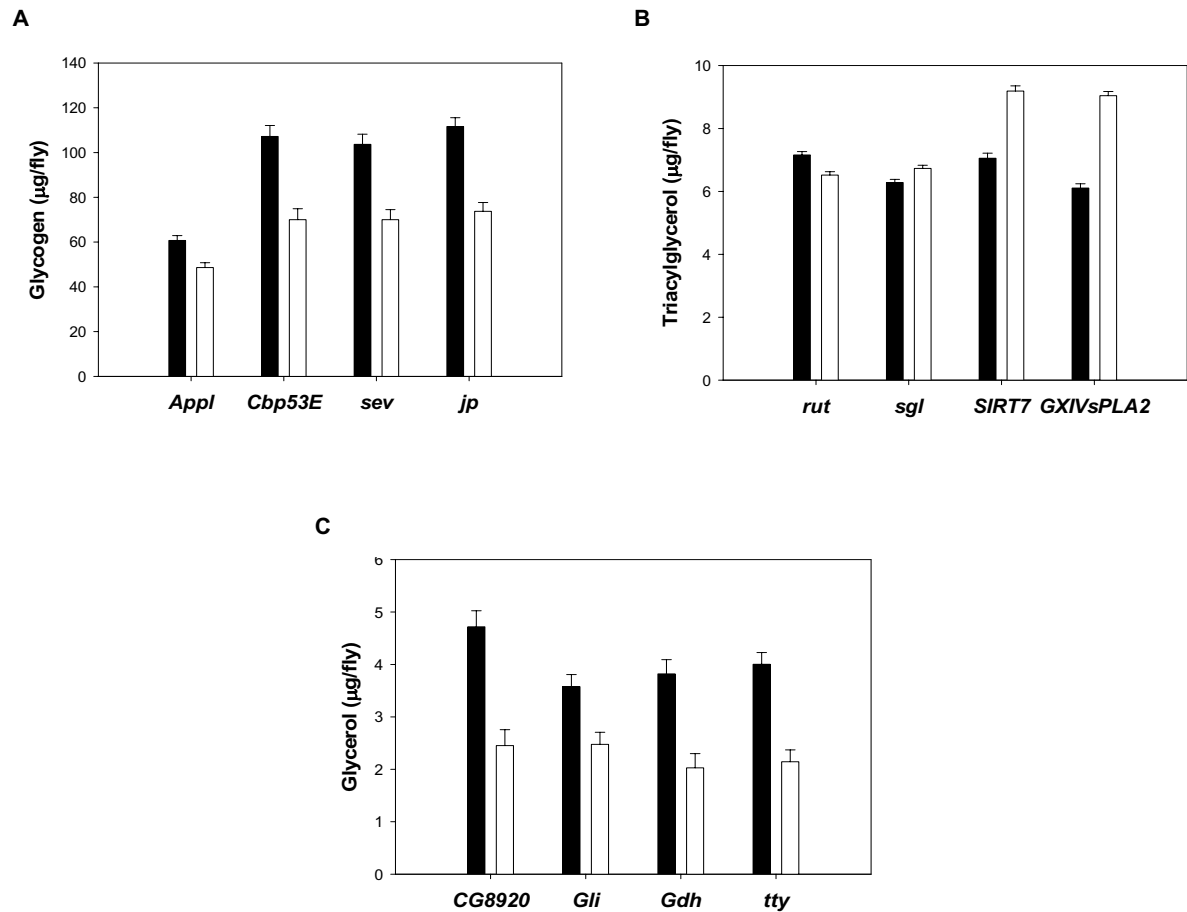 A
Glycogen (µg/fly)
140
120
100
80
60
40
20
0
Appl Cbp53E sev jp
B
Triacylglycerol (µg/fly)
10
8
6
4
2
0
rut sgl SIRT7 GXIVsPLA2
C
Glycerol (µg/fly)
6
5
4
3
2
1
0
CG8920 Gli Gdh tty